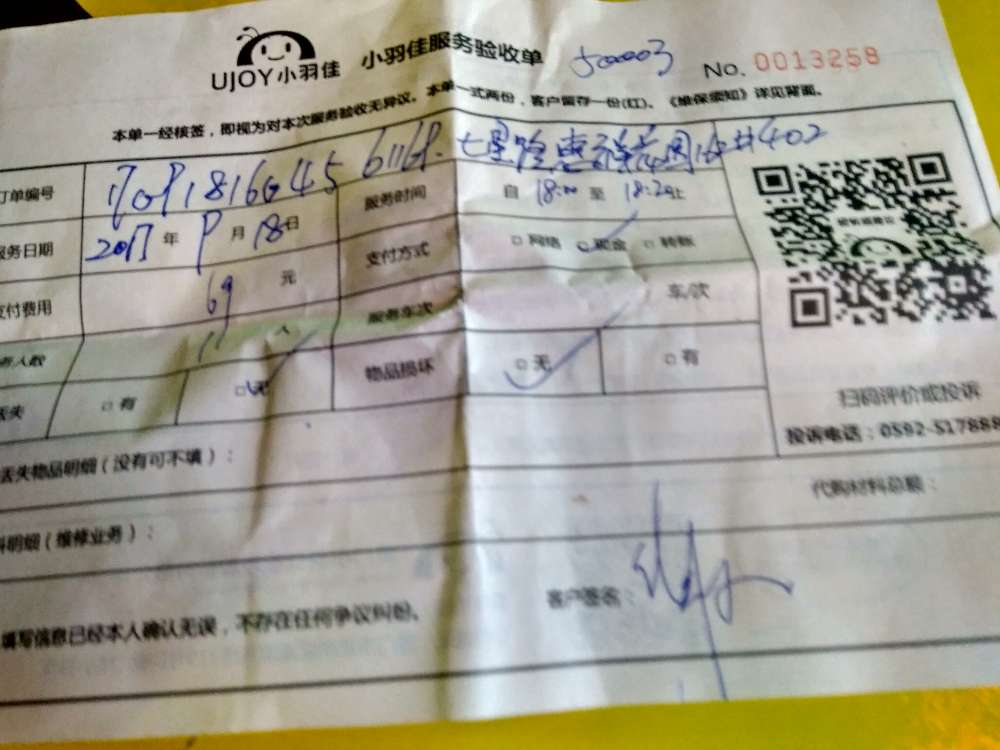 UJOY小羽佳 小羽佳服务验收单 No. 0013258
本单一经核签，即视为对本次服务验收无异议。本单一式两份，客户留存一份(红)。《维保须知》详见背面。
订单编号
服务时间 自 18:00 至 18:20止
服务日期 2017 年 9 月 18 日
支付方式 □ 网络 □ 现金 □ 转账
支付费用 69 元
服务车次 车/次
人数 人
丢失 □ 有 □ 无
物品损坏 □ 无 □ 有
扫码评价或投诉
投诉电话：0592-517888
丢失物品明细（没有可不填）：
代购材料总额：
料明细（维修业务）：
填写信息已经本人确认无误，不存在任何争议纠纷。
客户签名：